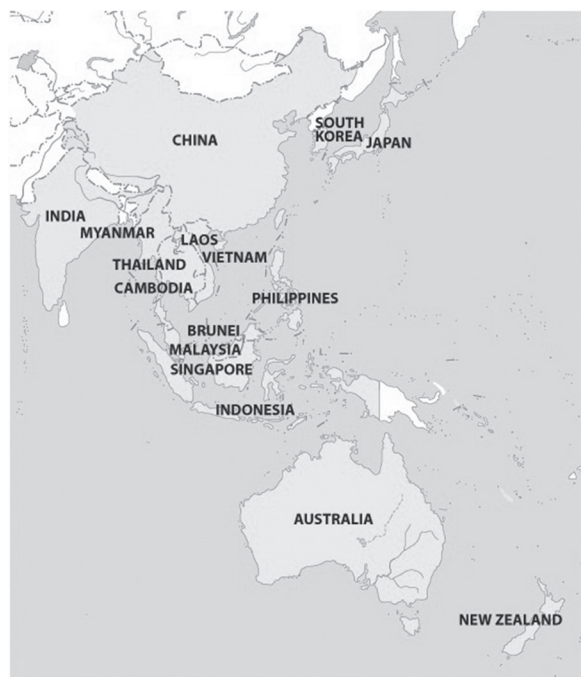 CHINA
SOUTH
KOREA
JAPAN
INDIA
MYANMAR
LAOS
VIETNAM
THAILAND
CAMBODIA
PHILIPPINES
BRUNEI
MALAYSIA
SINGAPORE
INDONESIA
AUSTRALIA
NEW ZEALAND